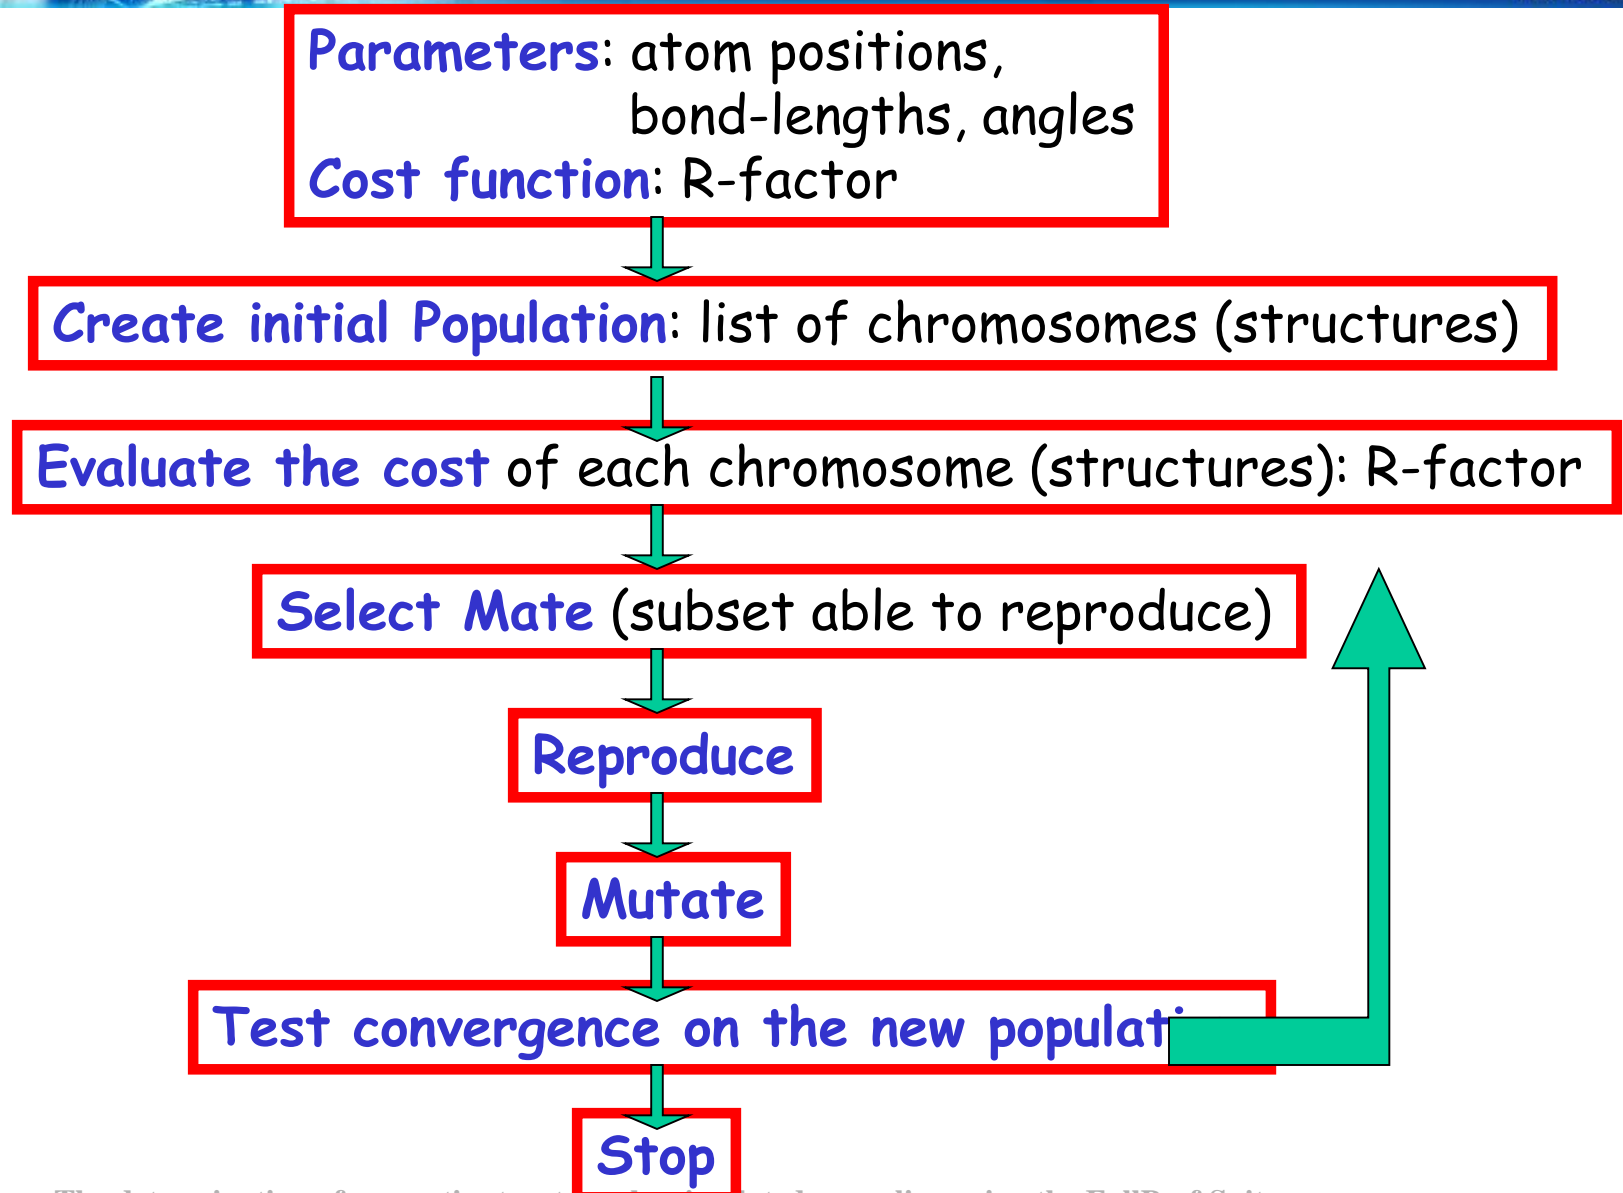 Parameters: atom positions,
bond-lengths, angles
Cost function: R-factor
Create initial Population: list of chromosomes (structures)
Evaluate the cost of each chromosome (structures): R-factor
Select Mate (subset able to reproduce)
Reproduce
Mutate
Test convergence on the new
Stop